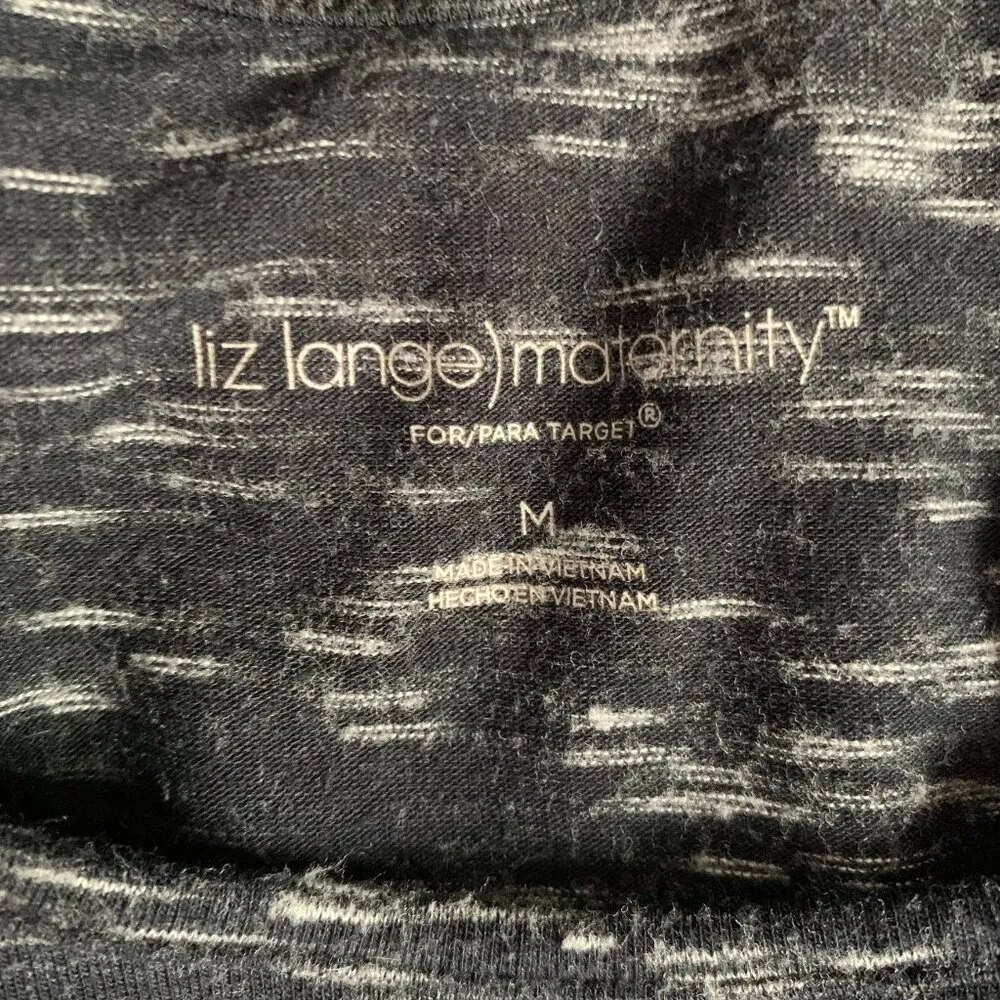 liz lange)maternity™
FOR/PARA TARGET®
M
MADE IN VIETNAM
HECHO EN VIETNAM